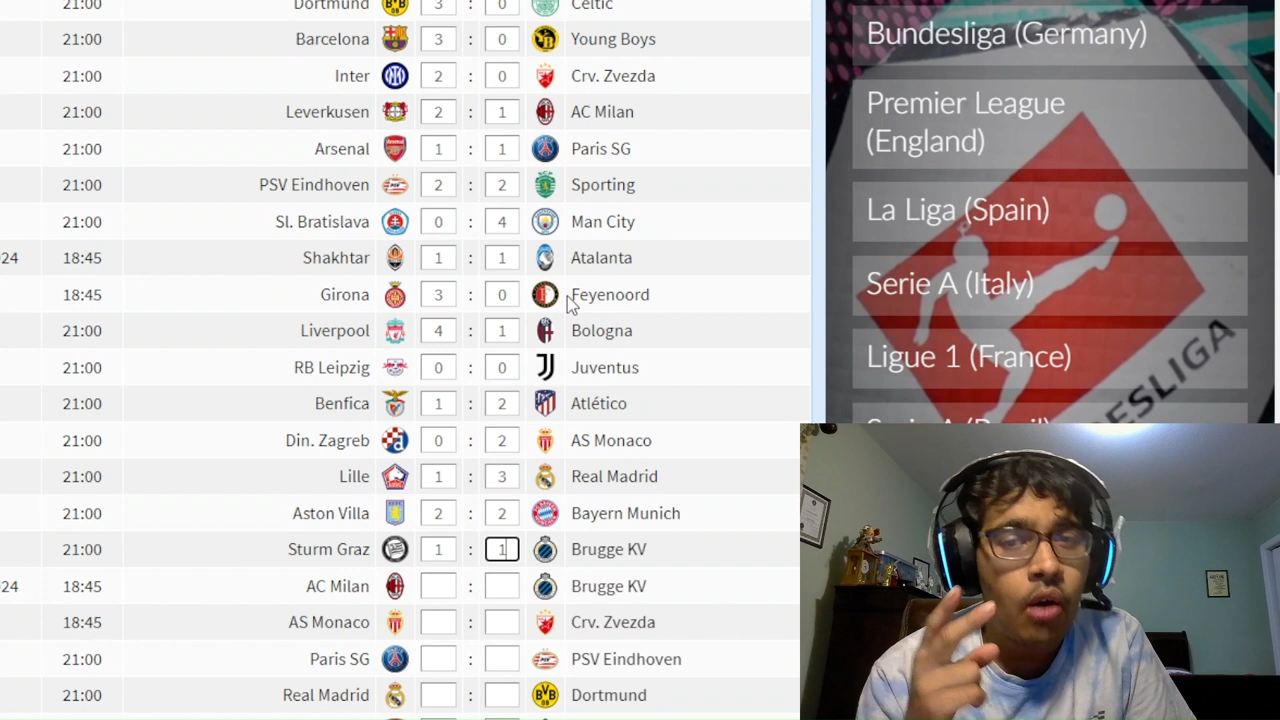 21:00 Dortmund 3 : 0 Celtic
21:00 Barcelona 3 : 0 Young Boys
21:00 Inter 2 : 0 Crv. Zvezda
21:00 Leverkusen 2 : 1 AC Milan
21:00 Arsenal 1 : 1 Paris SG
21:00 PSV Eindhoven 2 : 2 Sporting
21:00 Sl. Bratislava 0 : 4 Man City
24 18:45 Shakhtar 1 : 1 Atalanta
18:45 Girona 3 : 0 Feyenoord
21:00 Liverpool 4 : 1 Bologna
21:00 RB Leipzig 0 : 0 Juventus
21:00 Benfica 1 : 2 Atlético
21:00 Din. Zagreb 0 : 2 AS Monaco
21:00 Lille 1 : 3 Real Madrid
21:00 Aston Villa 2 : 2 Bayern Munich
21:00 Sturm Graz 1 : 1 Brugge KV
24 18:45 AC Milan : Brugge KV
18:45 AS Monaco : Crv. Zvezda
21:00 Paris SG : PSV Eindhoven
21:00 Real Madrid : Dortmund
Bundesliga (Germany)
Premier League
(England)
La Liga (Spain)
Serie A (Italy)
Ligue 1 (France)
Serie A (Brazil)
DESLIGA